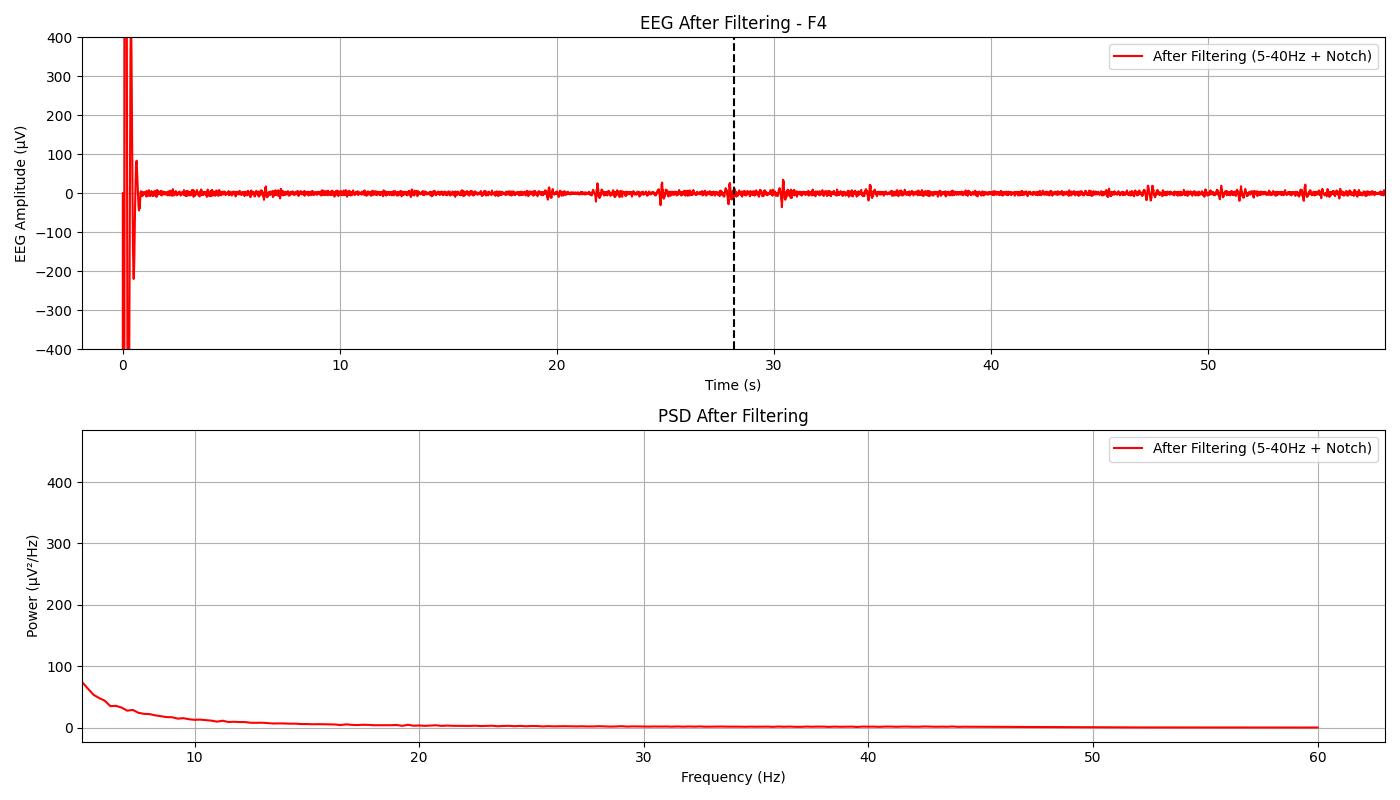 EEG After Filtering - F4
After Filtering (5-40Hz + Notch)
EEG Amplitude (µV)
400
300
200
100
0
−100
−200
−300
−400
0 10 20 30 40 50
Time (s)
PSD After Filtering
After Filtering (5-40Hz + Notch)
Power (µV²/Hz)
400
300
200
100
0
10 20 30 40 50 60
Frequency (Hz)